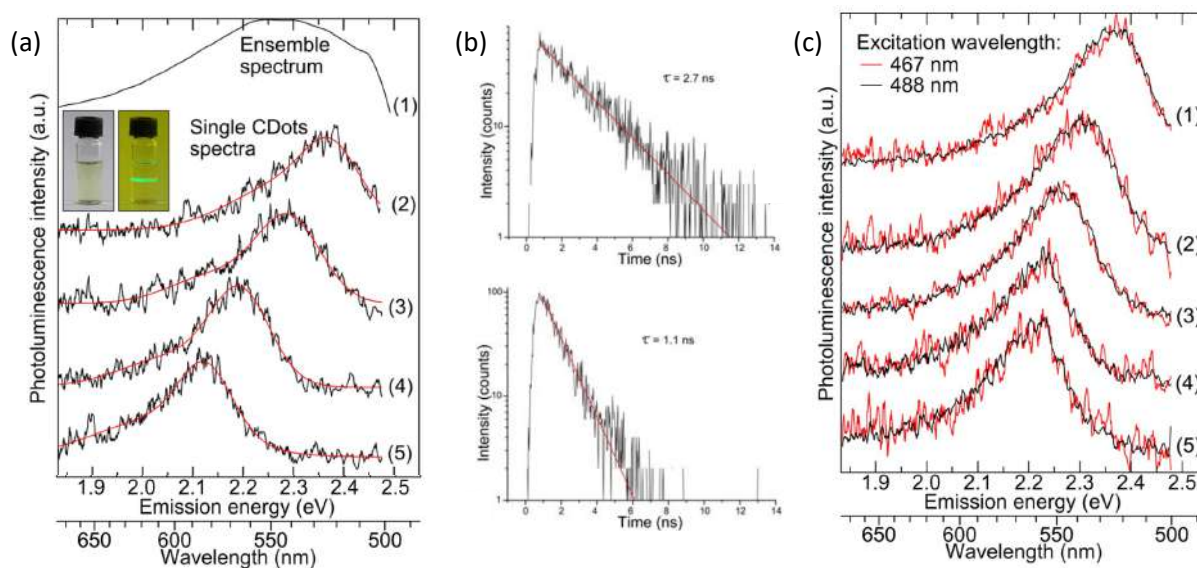 (a)
Ensemble
spectrum
(1)
Single CDots
spectra
(2)
(3)
(4)
(5)
Photoluminescence intensity (a.u.)
1.9 2.0 2.1 2.2 2.3 2.4 2.5
Emission energy (eV)
650 600 550 500
Wavelength (nm)
(b)
τ = 2.7 ns
Intensity (counts)
10
1
0 2 4 6 8 10 12 14
Time (ns)
τ = 1.1 ns
Intensity (counts)
100
10
1
0 2 4 6 8 10 12 14
Time (ns)
(c)
Excitation wavelength:
467 nm
488 nm
(1)
(2)
(3)
(4)
(5)
Photoluminescence intensity (a.u.)
1.9 2.0 2.1 2.2 2.3 2.4 2.5
Emission energy (eV)
650 600 550 500
Wavelength (nm)